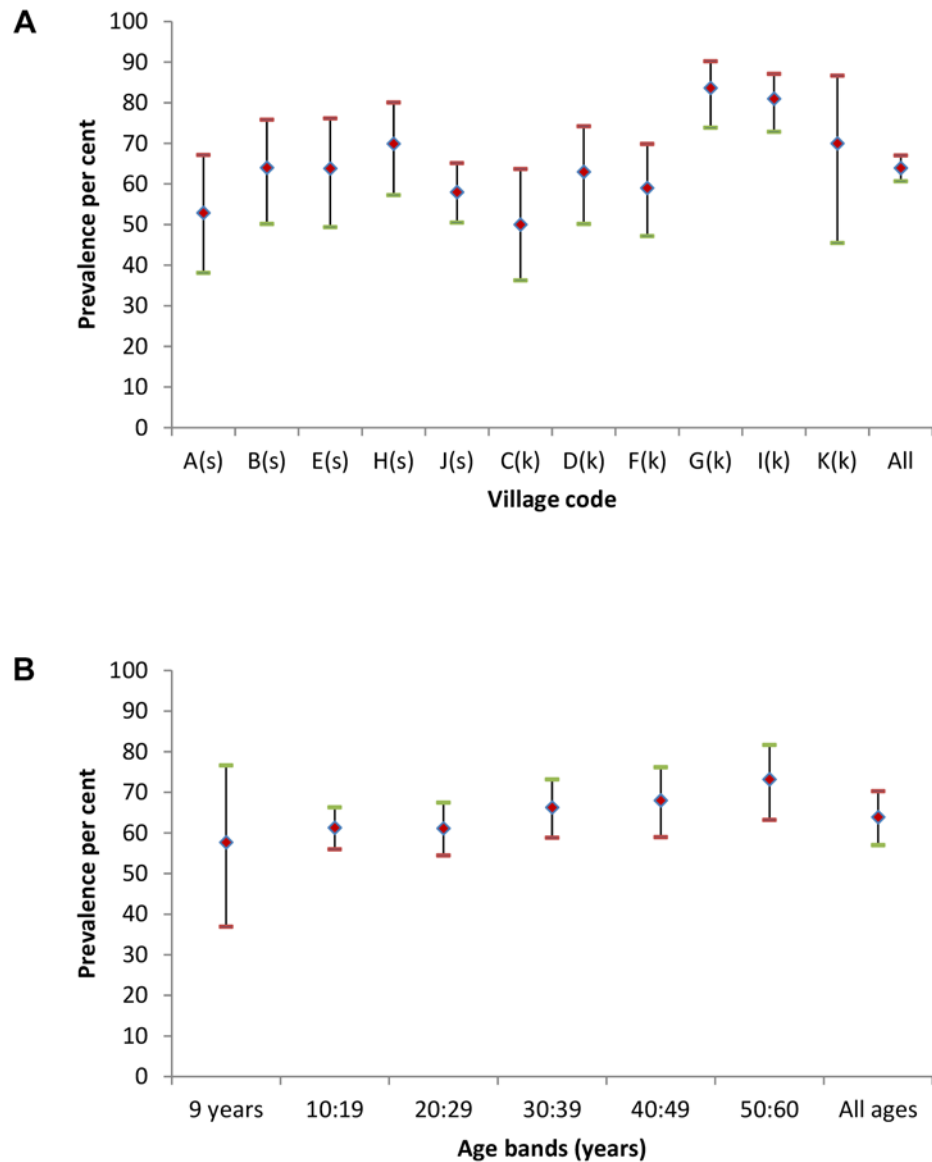 A
100
90
80
70
60
50
40
30
20
10
0
Prevalence per cent
A(s) B(s) E(s) H(s) J(s) C(k) D(k) F(k) G(k) I(k) K(k) All
Village code
B
100
90
80
70
60
50
40
30
20
10
0
Prevalence per cent
9 years 10:19 20:29 30:39 40:49 50:60 All ages
Age bands (years)